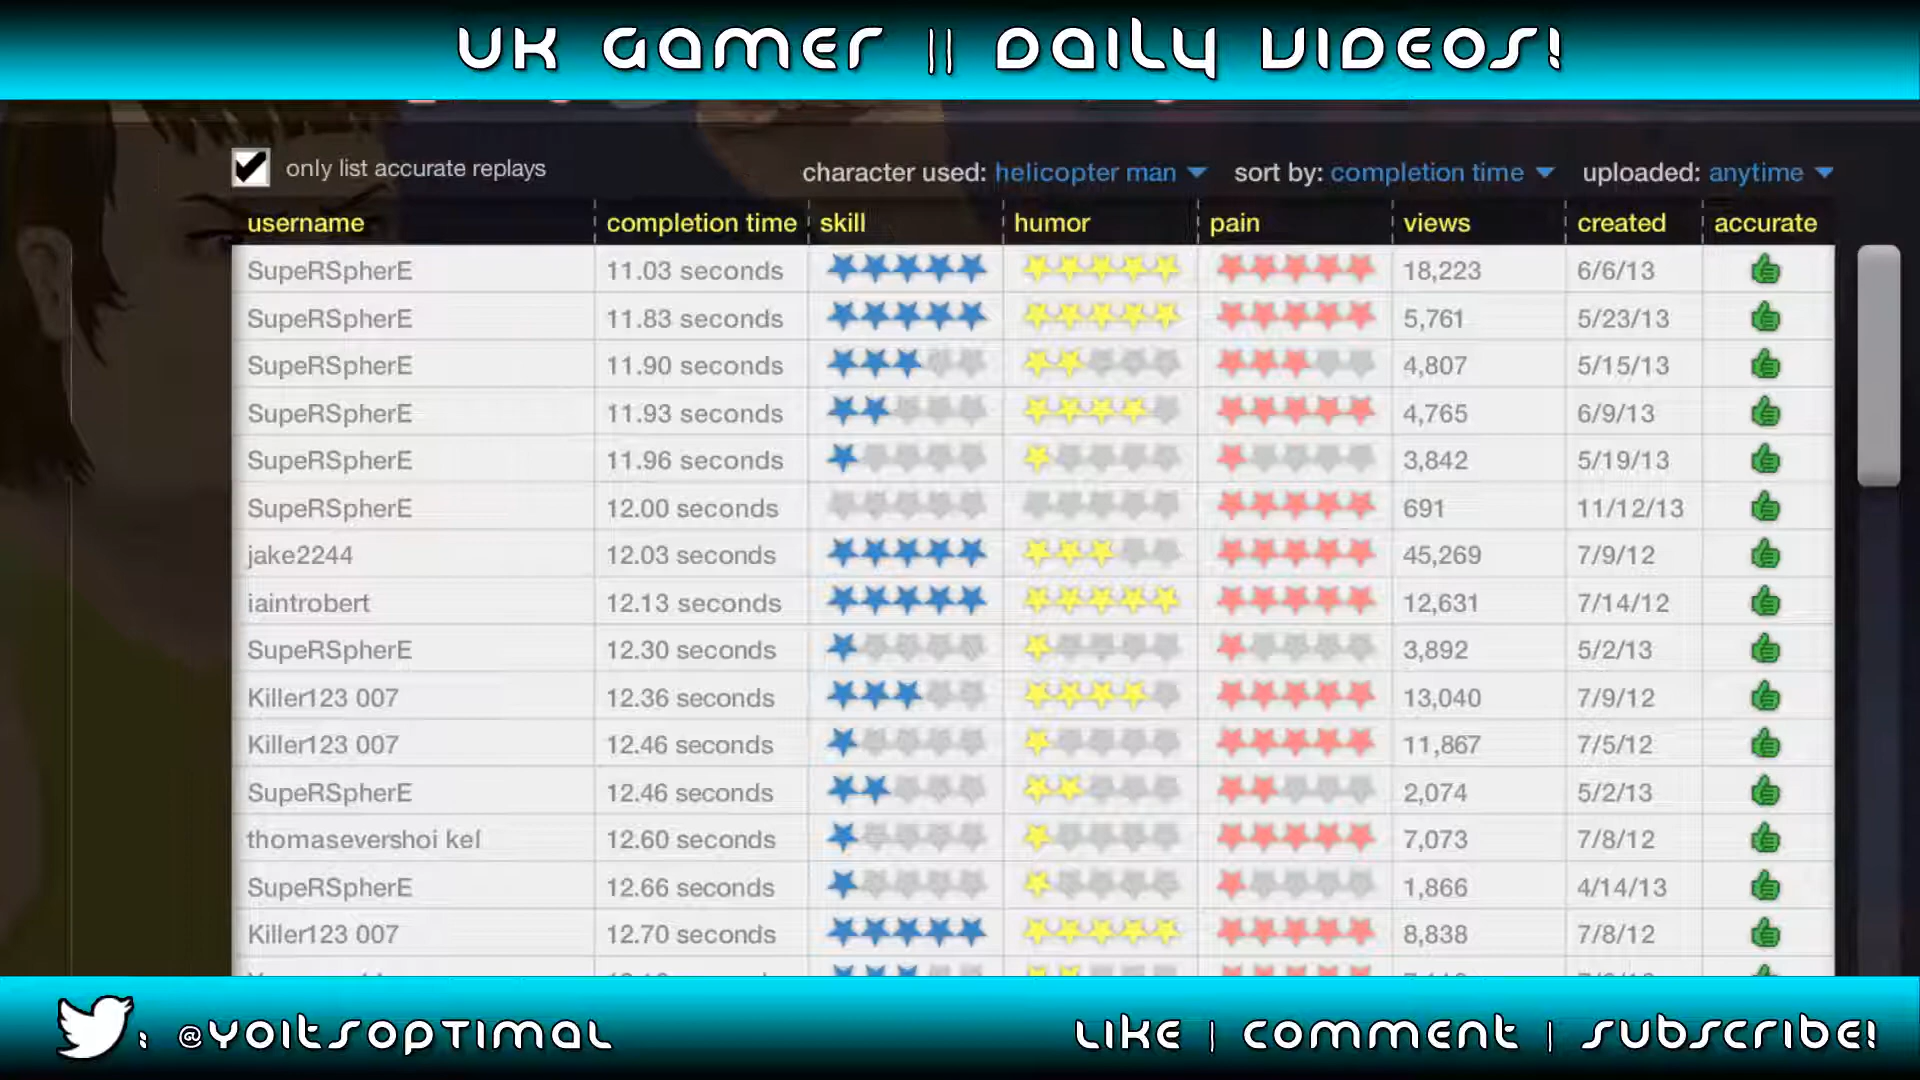 UK GAMER || DAILY VIDEOS!
only list accurate replays character used: helicopter man sort by: completion time uploaded: anytime
username completion time skill humor pain views created accurate
SupeRSpherE 11.03 seconds 18,223 6/6/13
SupeRSpherE 11.83 seconds 5,761 5/23/13
SupeRSpherE 11.90 seconds 4,807 5/15/13
SupeRSpherE 11.93 seconds 4,765 6/9/13
SupeRSpherE 11.96 seconds 3,842 5/19/13
SupeRSpherE 12.00 seconds 691 11/12/13
jake2244 12.03 seconds 45,269 7/9/12
iaintrobert 12.13 seconds 12,631 7/14/12
SupeRSpherE 12.30 seconds 3,892 5/2/13
Killer123 007 12.36 seconds 13,040 7/9/12
Killer123 007 12.46 seconds 11,867 7/5/12
SupeRSpherE 12.46 seconds 2,074 5/2/13
thomasevershoi kel 12.60 seconds 7,073 7/8/12
SupeRSpherE 12.66 seconds 1,866 4/14/13
Killer123 007 12.70 seconds 8,838 7/8/12
: @YOITSOPTIMAL LIKE | COMMENT | SUBSCRIBE!